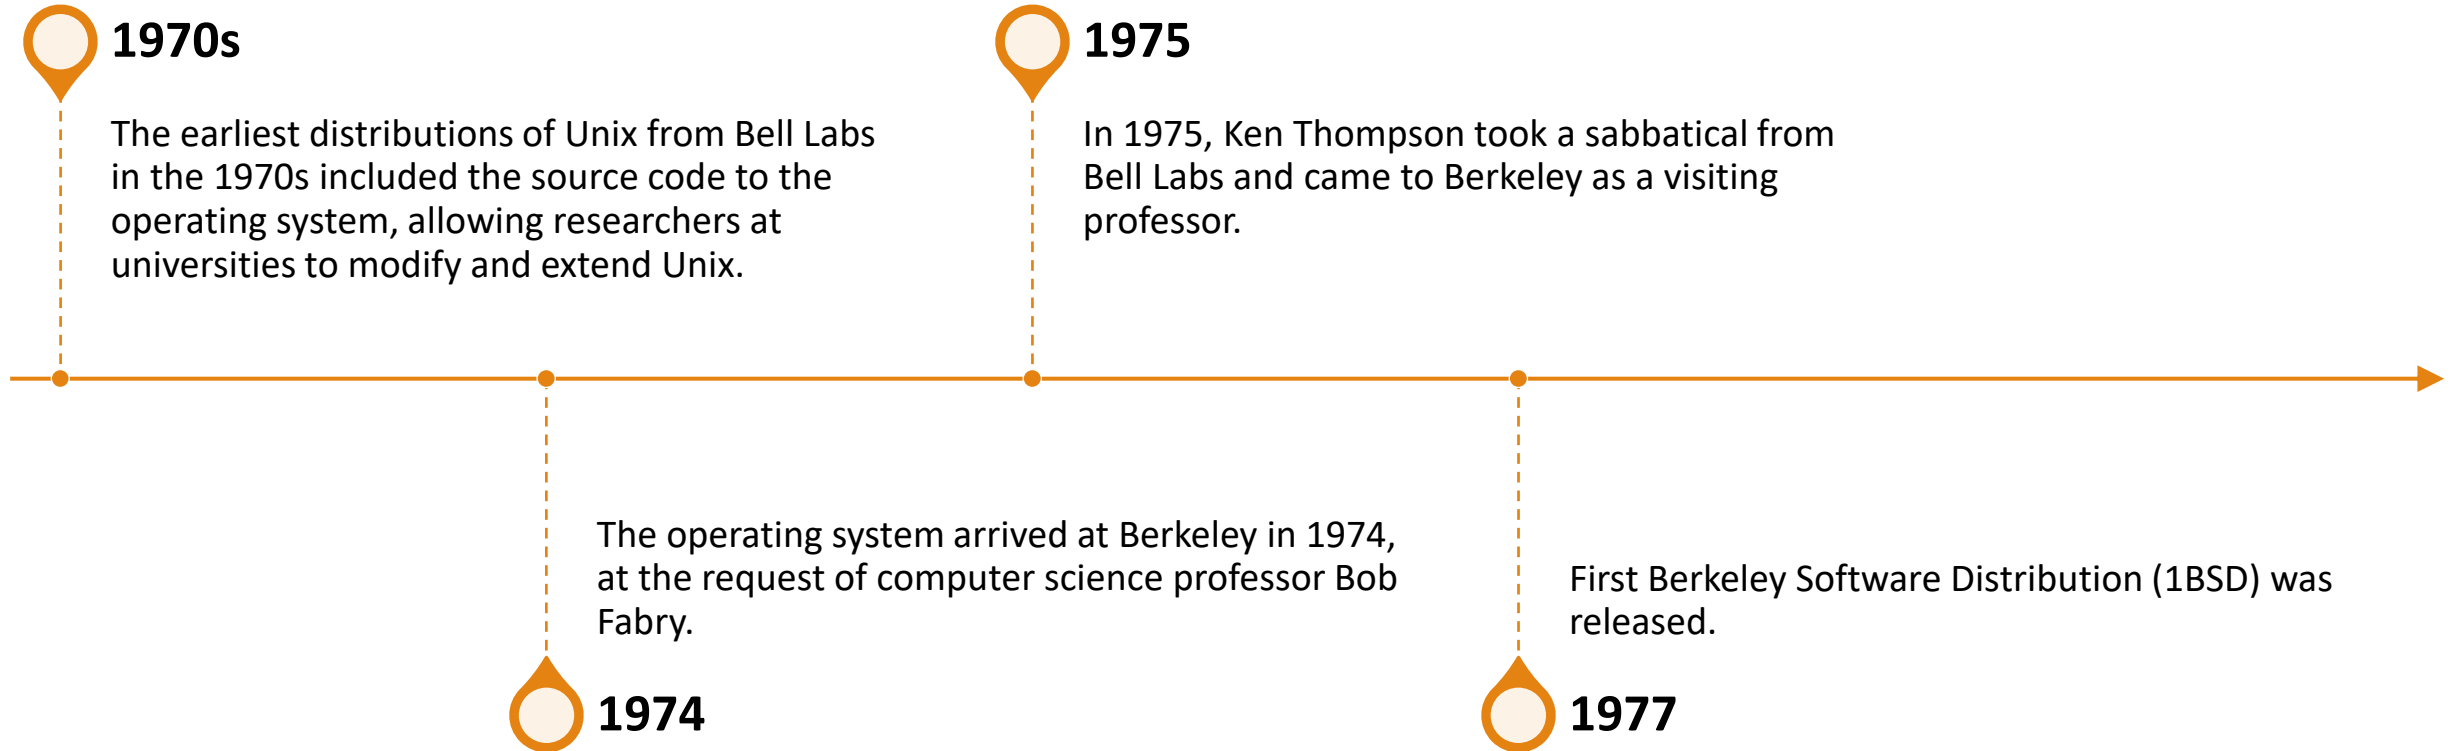 1970s
The earliest distributions of Unix from Bell Labs
in the 1970s included the source code to the
operating system, allowing researchers at
universities to modify and extend Unix.
1974
The operating system arrived at Berkeley in 1974,
at the request of computer science professor Bob
Fabry.
1975
In 1975, Ken Thompson took a sabbatical from
Bell Labs and came to Berkeley as a visiting
professor.
1977
First Berkeley Software Distribution (1BSD) was
released.